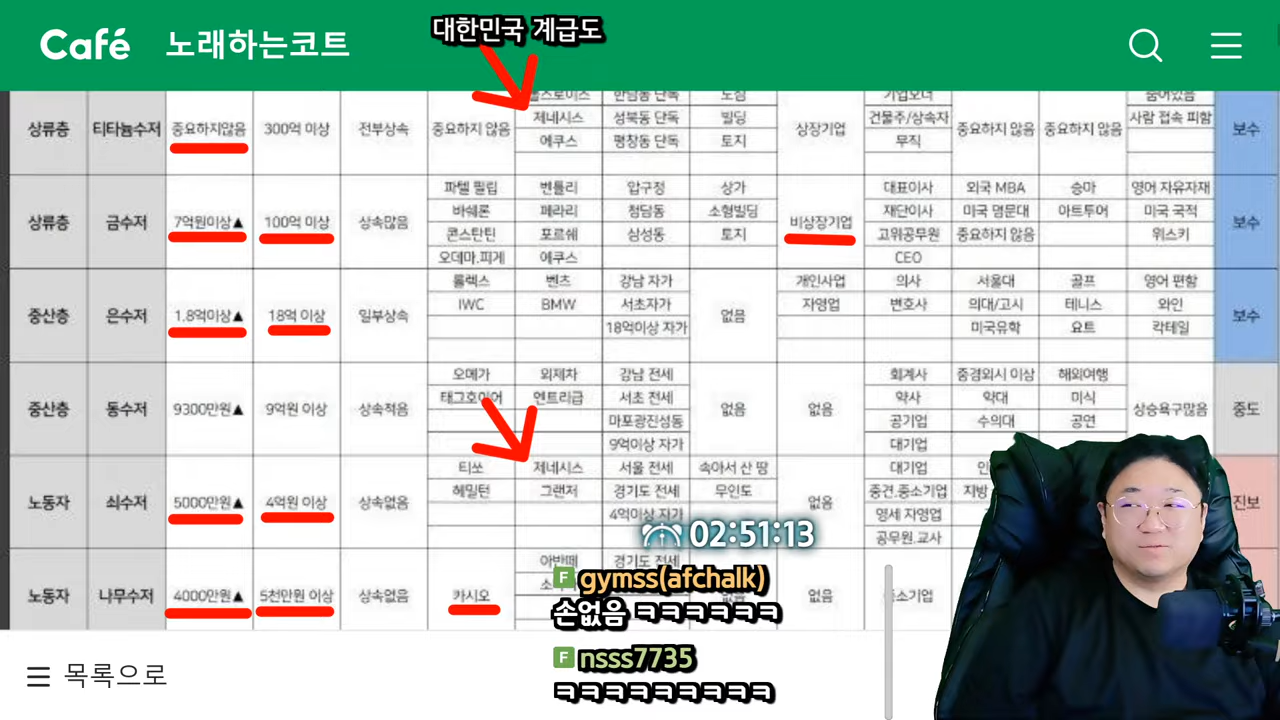 Café 노래하는코트
대한민국 계급도
한남동 단독
기업오너
숨어있음
상류층 티타늄수저 중요하지않음 300억 이상 전부상속 중요하지 않음 제네시스 성북동 단독 빌딩 상장기업 건물주/상속자 중요하지 않음 중요하지 않음 사람 접속 피함 보수
에쿠스 평창동 단독 토지 무직
파텔 필립 벤틀리 압구정 상가 대표이사 외국 MBA 승마 영어 자유자재
상류층 금수저 7억원이상▲ 100억 이상 상속많음 바쉐론 페라리 청담동 소형빌딩 비상장기업 재단이사 미국 명문대 아트투어 미국 국적 보수
콘스탄틴 포르쉐 삼성동 토지 고위공무원 중요하지 않음 위스키
오데마.피게 에쿠스 CEO
롤렉스 벤츠 강남 자가 개인사업 의사 서울대 골프 영어 편함
중산층 은수저 1.8억이상▲ 18억 이상 일부상속 IWC BMW 서초자가 없음 자영업 변호사 의대/고시 테니스 와인 보수
18억이상 자가 미국유학 요트 칵테일
오메가 외제차 강남 전세 회계사 중경외시 이상 해외여행
중산층 동수저 9300만원▲ 9억원 이상 상속적음 태그호이어 엔트리급 서초 전세 없음 없음 약사 약대 미식 상승욕구많음 중도
마포광진성동 공기업 수의대 공연
9억이상 자가 대기업
티쏘 제네시스 서울 전세 속아서 산 땅 대기업
노동자 쇠수저 5000만원▲ 4억원 이상 상속없음 해밀턴 그랜저 경기도 전세 무인도 없음 중견.중소기업 지방 진보
4억이상 자가 영세 자영업
공무원.교사
02:51:13
아반떼 경기도 전세
노동자 나무수저 4000만원▲ 5천만원 이상 상속없음 카시오 없음 없음 중소기업
F gymss(afchalk)
손없음 ㅋㅋㅋㅋㅋㅋ
F nsss7735
ㅋㅋㅋㅋㅋㅋㅋㅋㅋ
목록으로